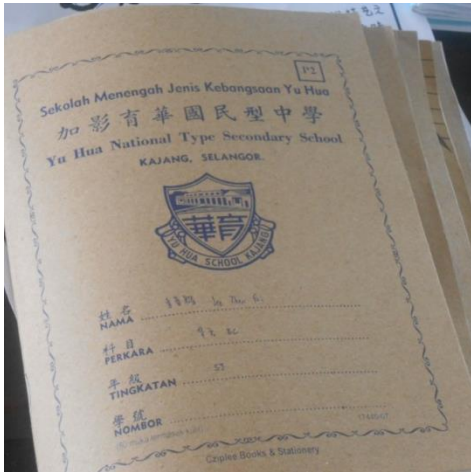 P2
Sekolah Menengah Jenis Kebangsaan Yu Hua
加影育華國民型中學
Yu Hua National Type Secondary School
KAJANG, SELANGOR.
華育
YU HUA SCHOOL KAJANG
姓名
NAMA
科目
PERKARA
年級
TINGKATAN
S3
學號
NOMBOR
Cziplee Books & Stationery